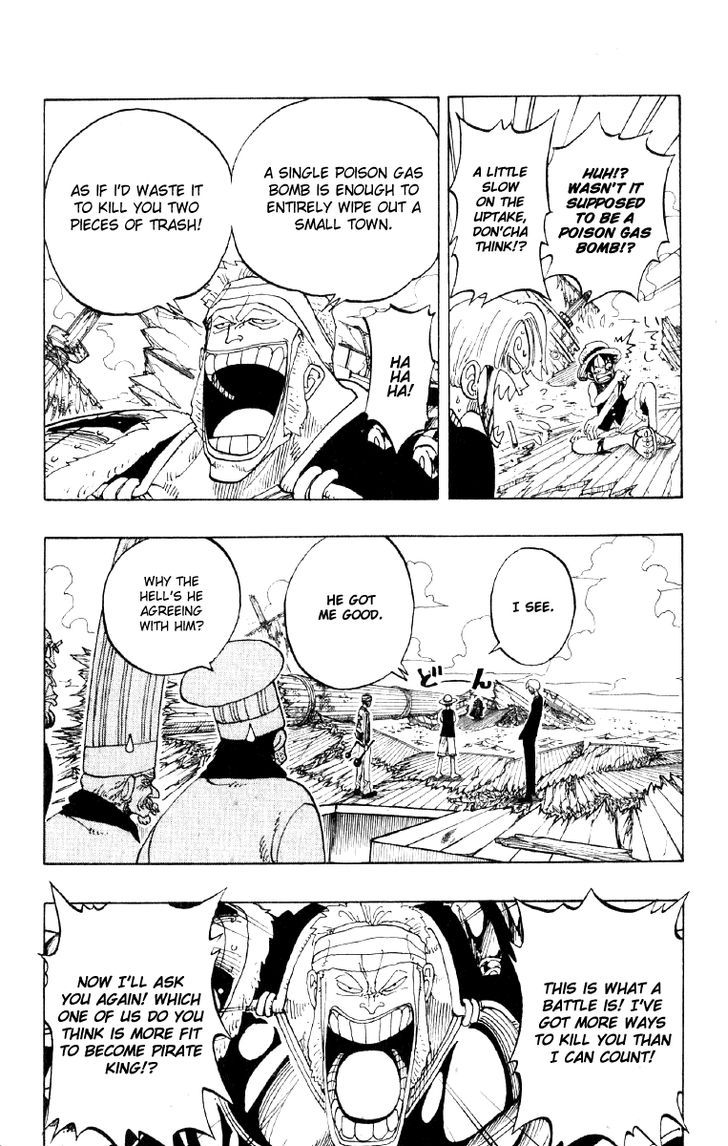 HUH!?
WASN'T IT
SUPPOSED
TO BE A
POISON GAS
BOMB!?
A LITTLE
SLOW
ON THE
UPTAKE,
DON'CHA
THINK!?
A SINGLE POISON GAS
BOMB IS ENOUGH TO
ENTIRELY WIPE OUT A
SMALL TOWN.
AS IF I'D WASTE IT
TO KILL YOU TWO
PIECES OF TRASH!
HA
HA
HA!
I SEE.
HE GOT
ME GOOD.
WHY THE
HELL'S HE
AGREEING
WITH HIM?
どーん
THIS IS WHAT A
BATTLE IS! I'VE
GOT MORE WAYS
TO KILL YOU THAN
I CAN COUNT!
NOW I'LL ASK
YOU AGAIN! WHICH
ONE OF US DO YOU
THINK IS MORE FIT
TO BECOME PIRATE
KING!?